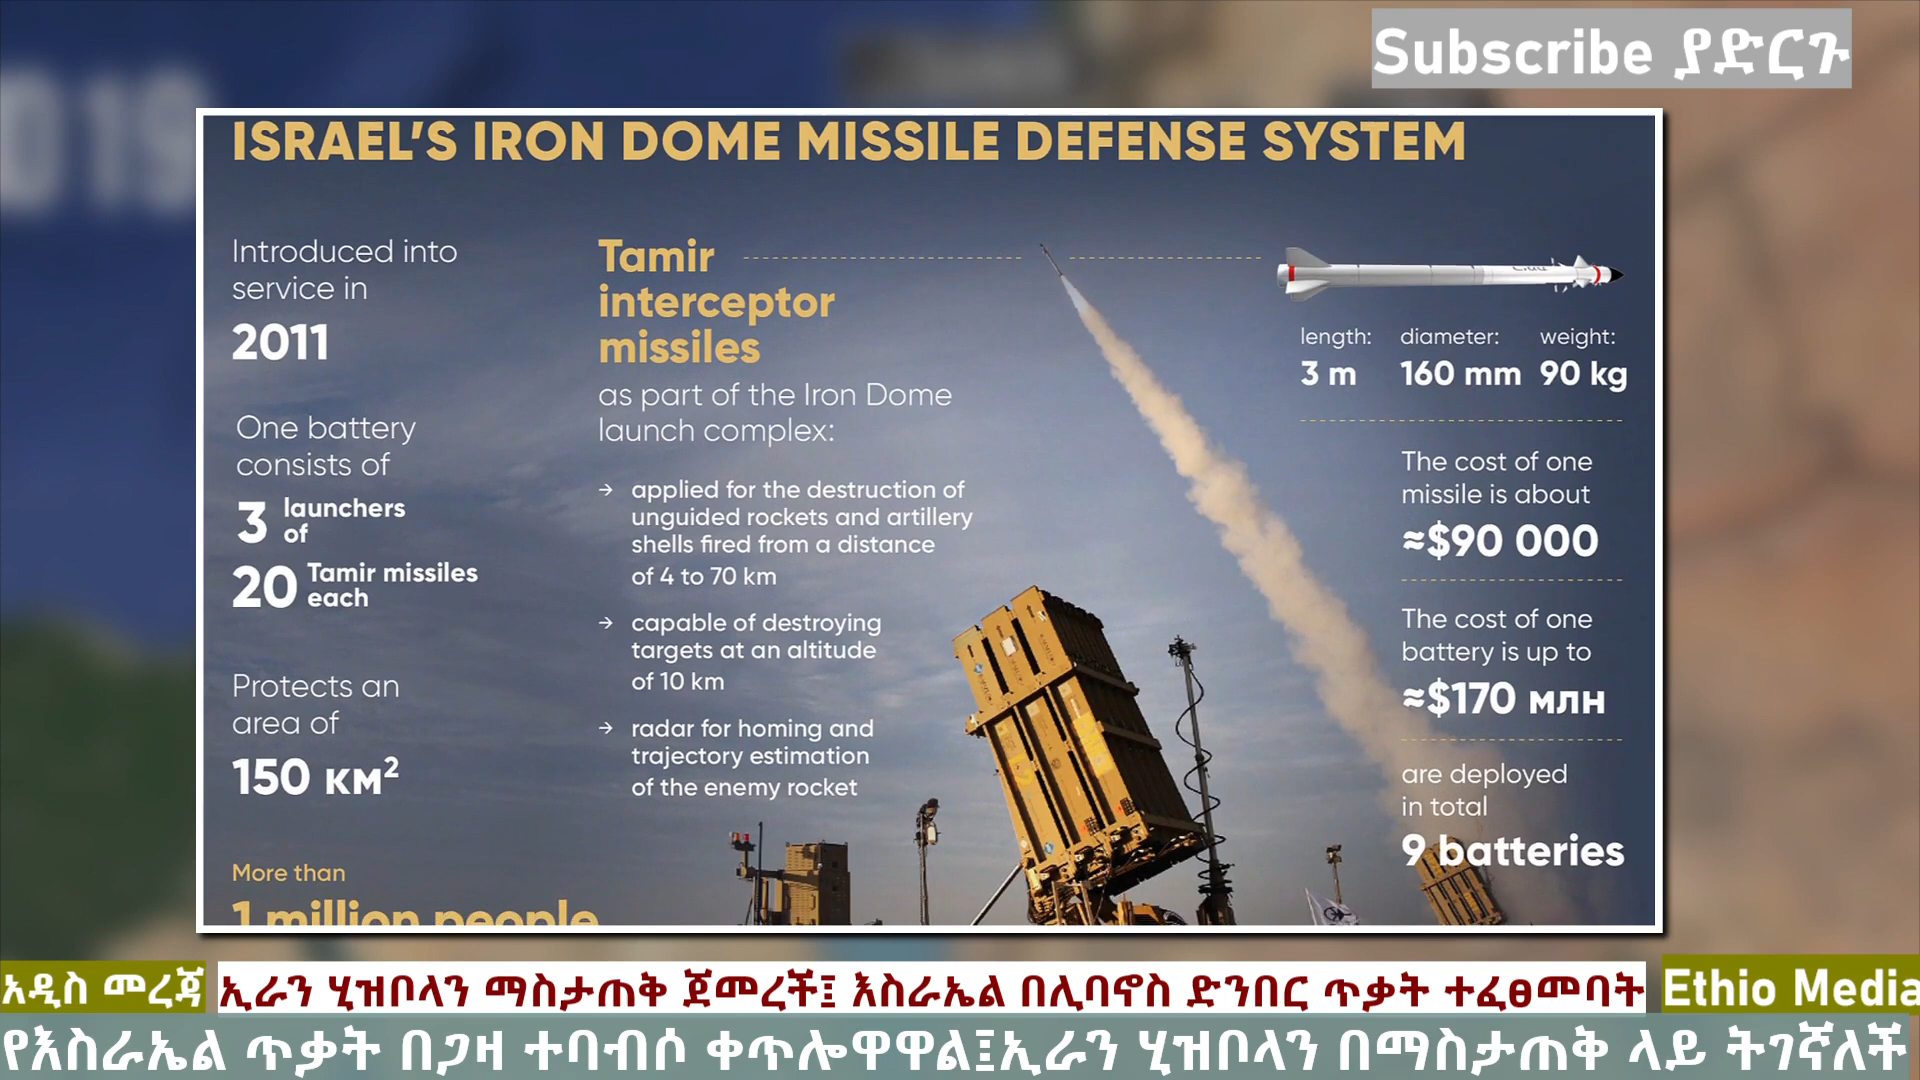 Subscribe ያድርጉ
ISRAEL'S IRON DOME MISSILE DEFENSE SYSTEM
Introduced into
service in
2011
One battery
consists of
3 launchers
of
20 Tamir missiles
each
Protects an
area of
150 км²
More than
1 million people
Tamir
interceptor
missiles
as part of the Iron Dome
launch complex:
→ applied for the destruction of
unguided rockets and artillery
shells fired from a distance
of 4 to 70 km
→ capable of destroying
targets at an altitude
of 10 km
→ radar for homing and
trajectory estimation
of the enemy rocket
length: diameter: weight:
3 m 160 mm 90 kg
The cost of one
missile is about
≈$90 000
The cost of one
battery is up to
≈$170 млн
are deployed
in total
9 batteries
አዲስ መረጃ ኢራን ሂዝቦላን ማስታጠቅ ጀመረች፤ እስራኤል በሊባኖስ ድንበር ጥቃት ተፈፀመባት Ethio Media
የእስራኤል ጥቃት በጋዛ ተባብሶ ቀጥሎዋዋል፤ኢራን ሂዝቦላን በማስታጠቅ ላይ ትገኛለች